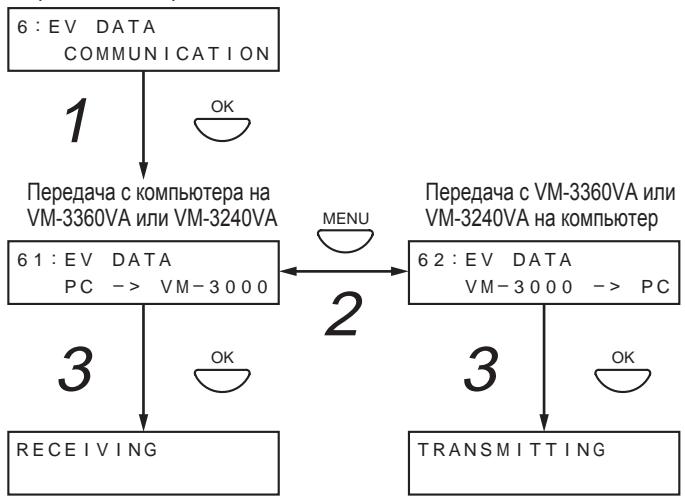 6:EV DATA
COMMUNICATION
1
OK
Передача с компьютера на
VM-3360VA или VM-3240VA
Передача с VM-3360VA или
VM-3240VA на компьютер
MENU
61:EV DATA
PC –> VM–3000
62:EV DATA
VM–3000 –> PC
2
3
OK
3
OK
RECEIVING
TRANSMITTING